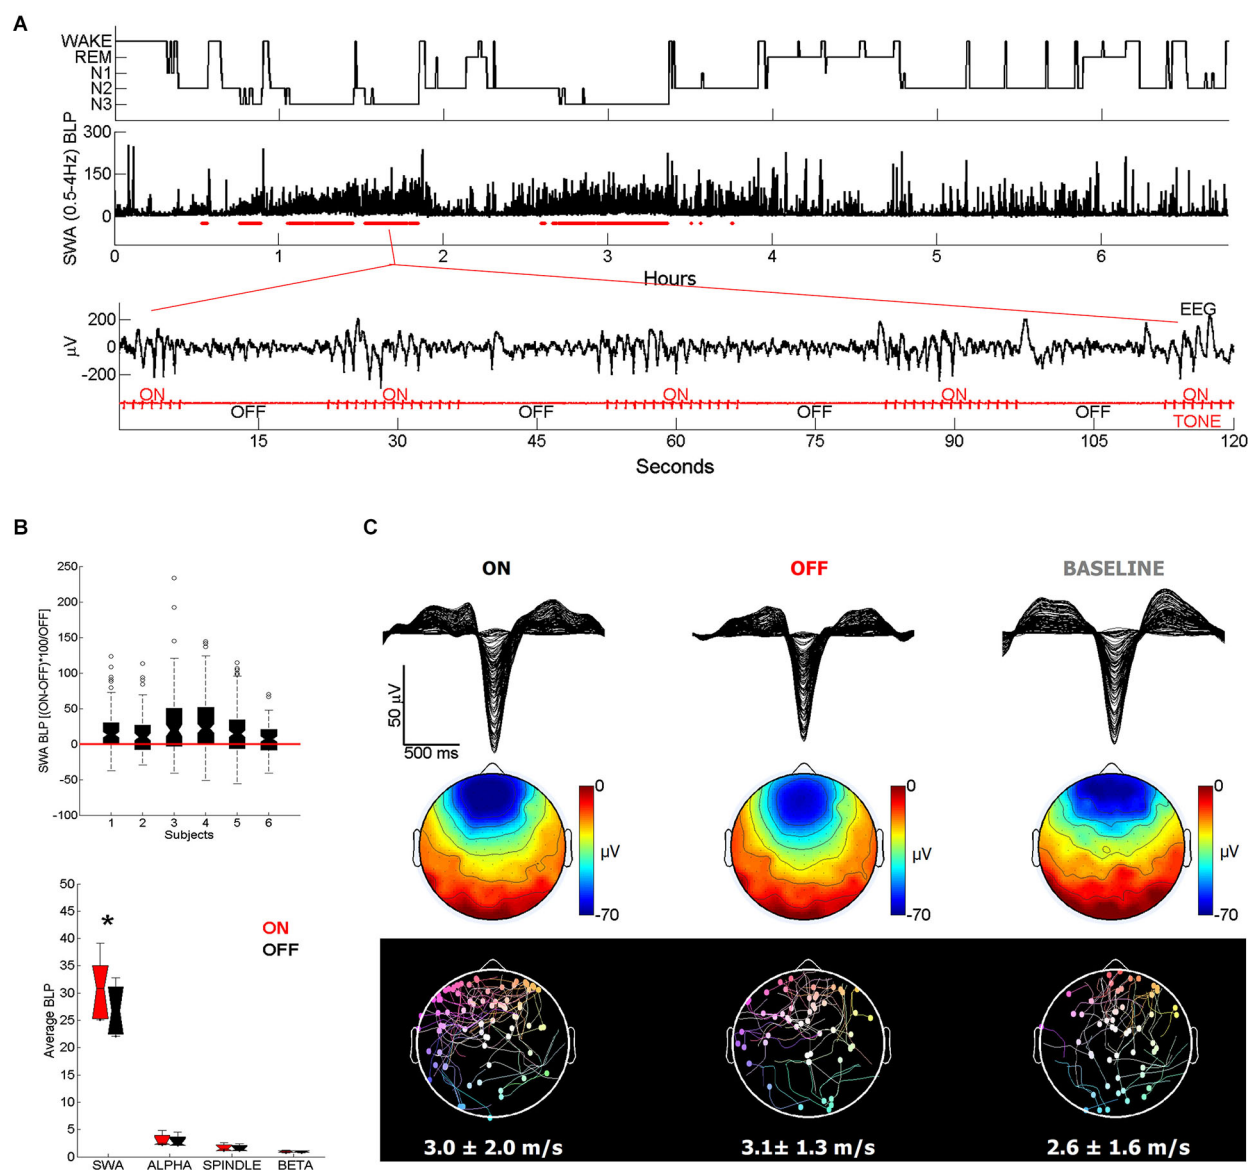 A
WAKE
REM
N1
N2
N3
SWA (0.5-4Hz) BLP
300
150
0
0 1 2 3 4 5 6
Hours
EEG
µV
200
0
-200
ON ON ON ON ON
OFF OFF OFF OFF
TONE
15 30 45 60 75 90 105 120
Seconds
B
SWA BLP [(ON-OFF)*100/OFF]
250
200
150
100
50
0
-50
-100
1 2 3 4 5 6
Subjects
Average BLP
50
45
40
35
30
25
20
15
10
5
0
*
ON
OFF
SWA ALPHA SPINDLE BETA
C
ON OFF BASELINE
50 µV
500 ms
0 0 0
µV µV µV
-70 -70 -70
3.0 ± 2.0 m/s 3.1± 1.3 m/s 2.6 ± 1.6 m/s